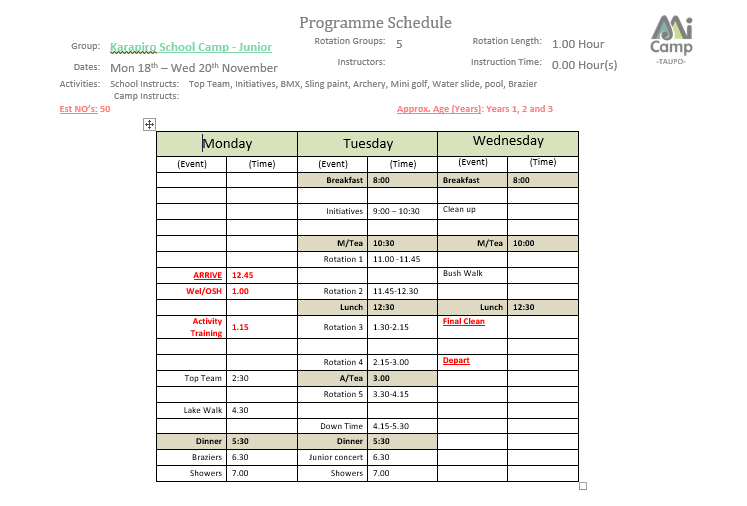 Programme Schedule
Group: Karapiro School Camp - Junior Rotation Groups: 5 Rotation Length: 1.00 Hour
Dates: Mon 18th – Wed 20th November Instructors: Instruction Time: 0.00 Hour(s)
Activities: School Instructs: Top Team, Initiatives, BMX, Sling paint, Archery, Mini golf, Water slide, pool, Brazier
Camp Instructs:
Est NO's: 50 Approx. Age (Years): Years 1, 2 and 3
Mi
Camp
-TAUPO-
Monday Tuesday Wednesday
(Event) (Time) (Event) (Time) (Event) (Time)
Breakfast 8:00 Breakfast 8:00
Initiatives 9:00 – 10:30 Clean up
M/Tea 10:30 M/Tea 10:00
Rotation 1 11.00 -11.45
ARRIVE 12.45 Bush Walk
Wel/OSH 1.00 Rotation 2 11.45-12.30
Lunch 12:30 Lunch 12:30
Activity Training 1.15 Rotation 3 1.30-2.15 Final Clean
Rotation 4 2.15-3.00 Depart
Top Team 2:30 A/Tea 3.00
Rotation 5 3.30-4.15
Lake Walk 4.30
Down Time 4.15-5.30
Dinner 5:30 Dinner 5:30
Braziers 6.30 Junior concert 6.30
Showers 7.00 Showers 7.00